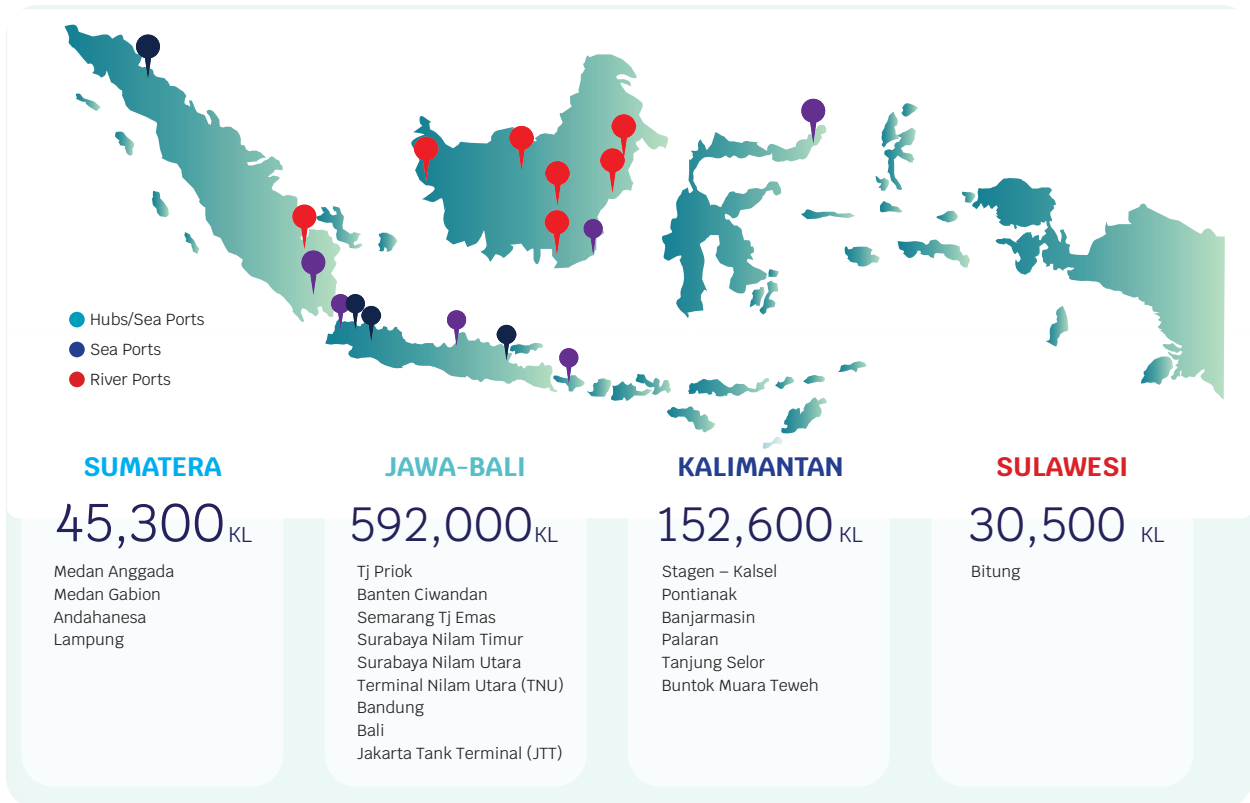 Hubs/Sea Ports
Sea Ports
River Ports
SUMATERA
45,300 KL
Medan Anggada
Medan Gabion
Andahanesa
Lampung
JAWA-BALI
592,000 KL
Tj Priok
Banten Ciwandan
Semarang Tj Emas
Surabaya Nilam Timur
Surabaya Nilam Utara
Terminal Nilam Utara (TNU)
Bandung
Bali
Jakarta Tank Terminal (JTT)
KALIMANTAN
152,600 KL
Stagen – Kalsel
Pontianak
Banjarmasin
Palaran
Tanjung Selor
Buntok Muara Teweh
SULAWESI
30,500 KL
Bitung